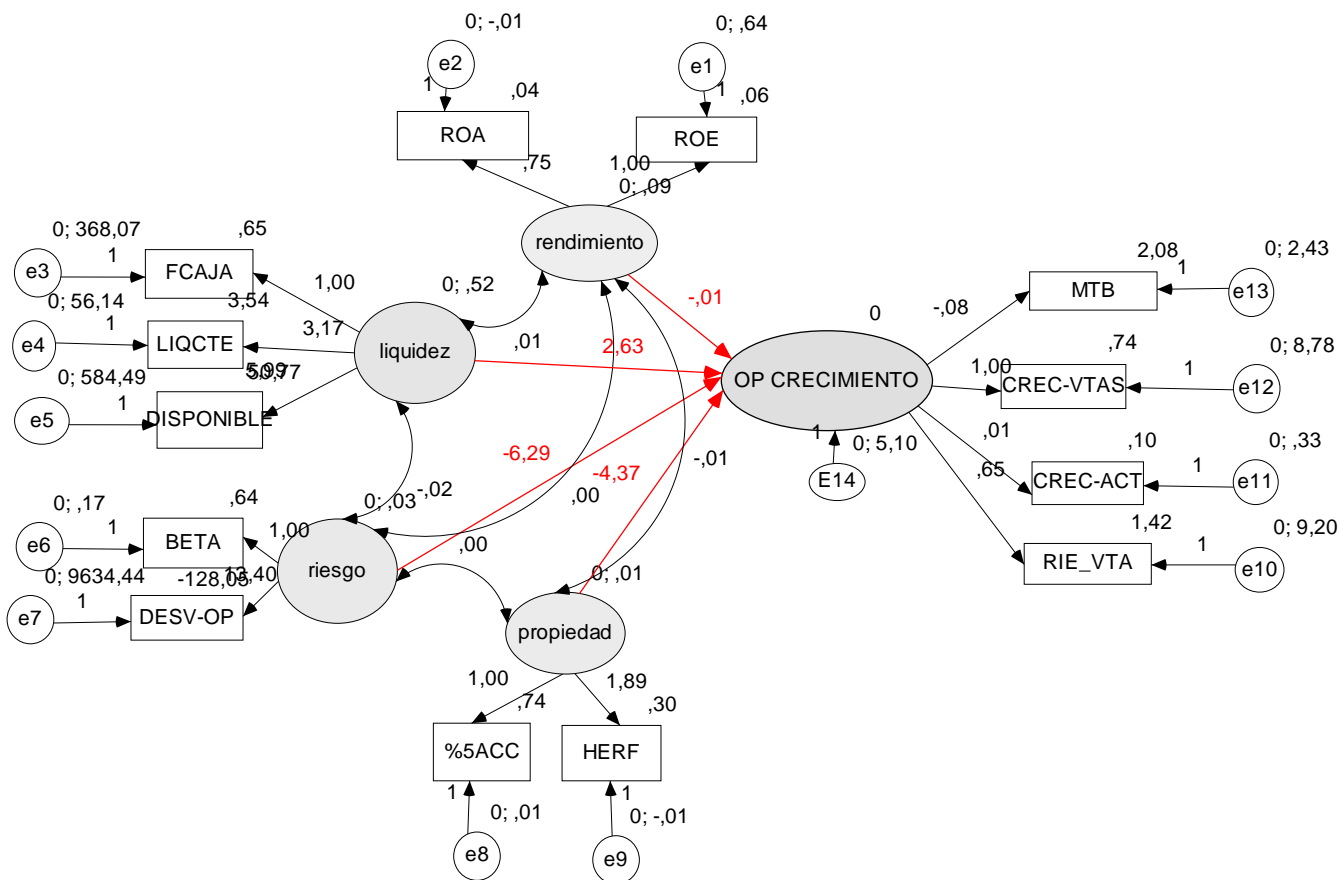 0; -,01
0; ,64
e2
e1
1
1
,04
,06
ROA
ROE
,75
1,00
0; ,09
rendimiento
0; 368,07
,65
e3
1
FCAJA
1,00
0; ,52
0; 56,14
3,54
e4
1
LIQCTE
3,17
liquidez
,01
0; 584,49
5,99
50,77
e5
1
DISPONIBLE
-,01
2,63
0
OP CRECIMIENTO
-,08
2,08
1
0; 2,43
MTB
e13
1,00
,74
1
0; 8,78
CREC-VTAS
e12
,01
,10
1
0; ,33
CREC-ACT
e11
,65
1,42
1
0; 9,20
RIE_VTA
e10
1
0; 5,10
E14
-6,29
-4,37
-,01
,00
-,02
0; ,03
,00
0; ,17
,64
e6
1
BETA
1,00
riesgo
0; 9634,44
-128,05
13,40
e7
1
DESV-OP
0; ,01
propiedad
1,00
,74
1,89
,30
%5ACC
HERF
1
0; ,01
1
0; -,01
e8
e9